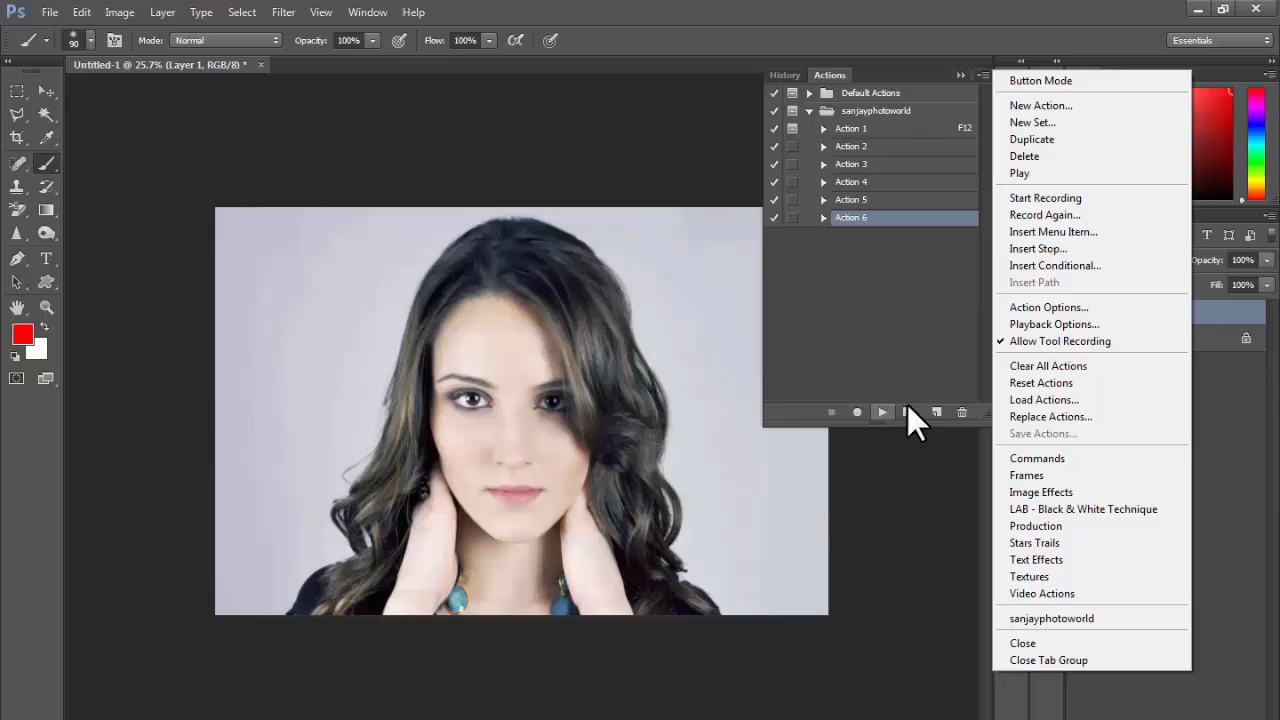 Ps File Edit Image Layer Type Select Filter View Window Help
90 Mode: Normal Opacity: 100% Flow: 100% Essentials
Untitled-1 @ 25.7% (Layer 1, RGB/8) *
History Actions
Default Actions
sanjayphotoworld
Action 1 F12
Action 2
Action 3
Action 4
Action 5
Action 6
Button Mode
New Action...
New Set...
Duplicate
Delete
Play
Start Recording
Record Again...
Insert Menu Item...
Insert Stop...
Insert Conditional...
Insert Path
Action Options...
Playback Options...
Allow Tool Recording
Clear All Actions
Reset Actions
Load Actions...
Replace Actions...
Save Actions...
Commands
Frames
Image Effects
LAB - Black & White Technique
Production
Stars Trails
Text Effects
Textures
Video Actions
sanjayphotoworld
Close
Close Tab Group
Opacity: 100%
Fill: 100%